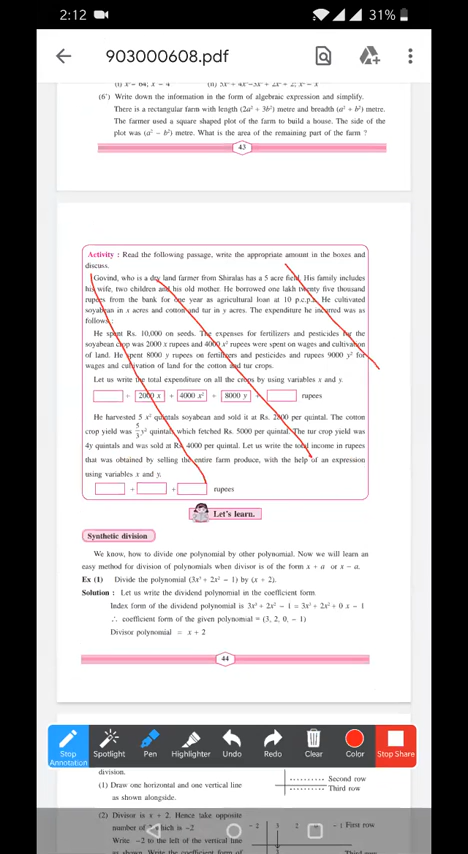 2:12
31%
903000608.pdf
(6*) Write down the information in the form of algebraic expression and simplify.
There is a rectangular farm with length (2a² + 3b²) metre and breadth (a² + b²) metre.
The farmer used a square shaped plot of the farm to build a house. The side of the
plot was (a² − b²) metre. What is the area of the remaining part of the farm ?
43
Activity : Read the following passage, write the appropriate amount in the boxes and
discuss.
Govind, who is a dry land farmer from Shiralas has a 5 acre field. His family includes
his wife, two children and his old mother. He borrowed one lakh twenty five thousand
rupees from the bank for one year as agricultural loan at 10 p.c.p.a. He cultivated
soyabean in x acres and cotton and tur in y acres. The expenditure he incurred was as
follows :
He spent Rs. 10,000 on seeds. The expenses for fertilizers and pesticides for the
soyabean crop was 2000 x rupees and 4000 x² rupees were spent on wages and cultivation
of land. He spent 8000 y rupees on fertilizers and pesticides and rupees 9000 y² for
wages and cultivation of land for the cotton and tur crops.
Let us write the total expenditure on all the crops by using variables x and y.
+ 2000 x + 4000 x² + 8000 y + rupees
He harvested 5 x² quintals soyabean and sold it at Rs. 2800 per quintal. The cotton
crop yield was 5/3 y² quintals which fetched Rs. 5000 per quintal. The tur crop yield was
4y quintals and was sold at Rs. 4000 per quintal. Let us write the total income in rupees
that was obtained by selling the entire farm produce, with the help of an expression
using variables x and y.
+ + rupees
Let's learn.
Synthetic division
We know, how to divide one polynomial by other polynomial. Now we will learn an
easy method for division of polynomials when divisor is of the form x + a or x − a.
Ex (1) Divide the polynomial (3x³ + 2x² − 1) by (x + 2).
Solution : Let us write the dividend polynomial in the coefficient form.
Index form of the dividend polynomial is 3x³ + 2x² − 1 = 3x³ + 2x² + 0 x − 1
∴ coefficient form of the given polynomial = (3, 2, 0, − 1)
Divisor polynomial = x + 2
44
Stop Annotation
Spotlight
Pen
Highlighter
Undo
Redo
Clear
Color
Stop Share
division.
(1) Draw one horizontal and one vertical line
as shown alongside.
Second row
Third row
(2) Divisor is x + 2. Hence take opposite
number of 2 which is −2
Write −2 to the left of the vertical line
− 2 3 2 − 1 First row